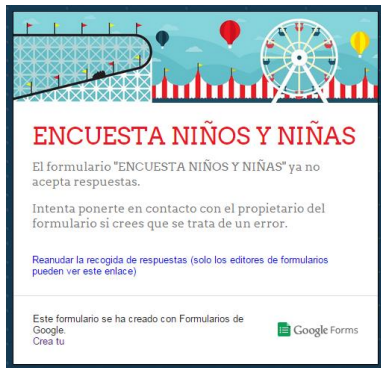 ENCUESTA NIÑOS Y NIÑAS
El formulario "ENCUESTA NIÑOS Y NIÑAS" ya no
acepta respuestas.
Intenta ponerte en contacto con el propietario del
formulario si crees que se trata de un error.
Reanudar la recogida de respuestas (solo los editores de formularios
pueden ver este enlace)
Este formulario se ha creado con Formularios de
Google.
Crea tu
Google Forms